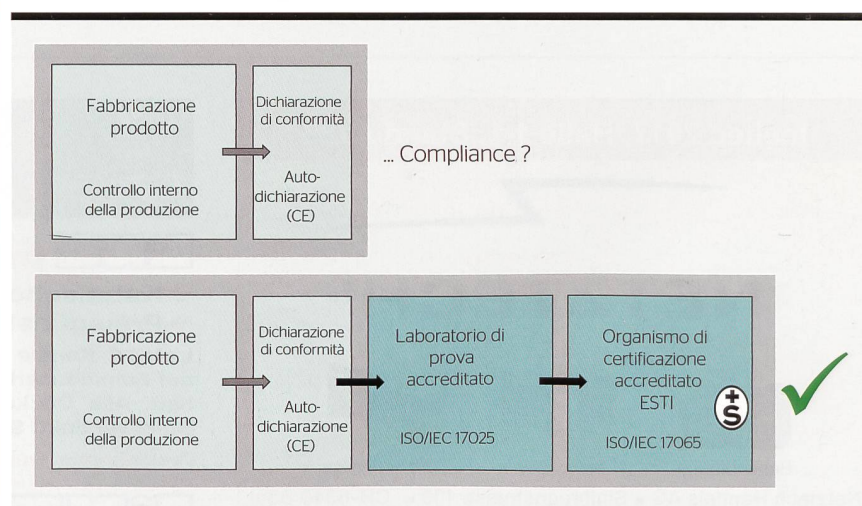 Fabbricazione
prodotto
Controllo interno
della produzione
Dichiarazione
di conformità
Auto-
dichiarazione
(CE)
... Compliance ?
Fabbricazione
prodotto
Controllo interno
della produzione
Dichiarazione
di conformità
Auto-
dichiarazione
(CE)
Laboratorio di
prova
accreditato
ISO/IEC 17025
Organismo di
certificazione
accreditato
ESTI
ISO/IEC 17065
+
S